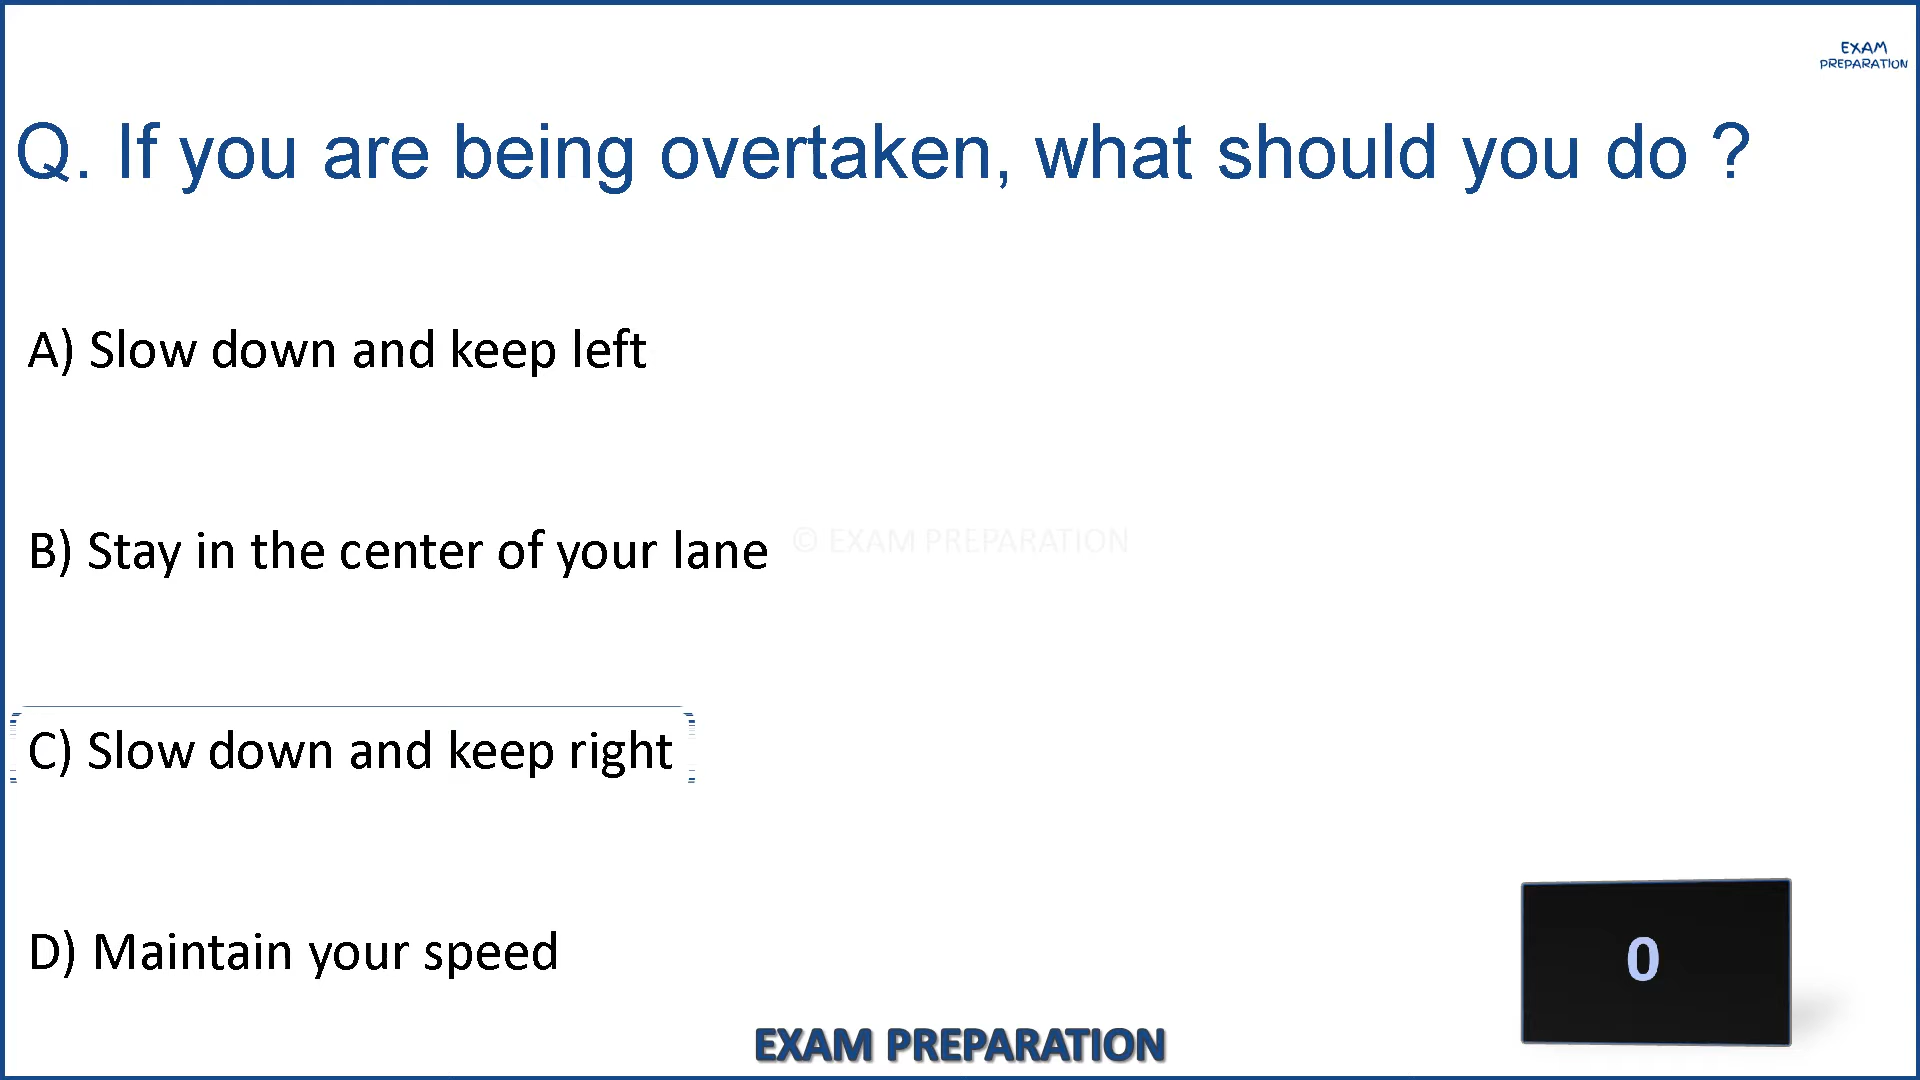 EXAM
PREPARATION
Q. If you are being overtaken, what should you do ?
A) Slow down and keep left
B) Stay in the center of your lane
© EXAM PREPARATION
C) Slow down and keep right
D) Maintain your speed
0
EXAM PREPARATION